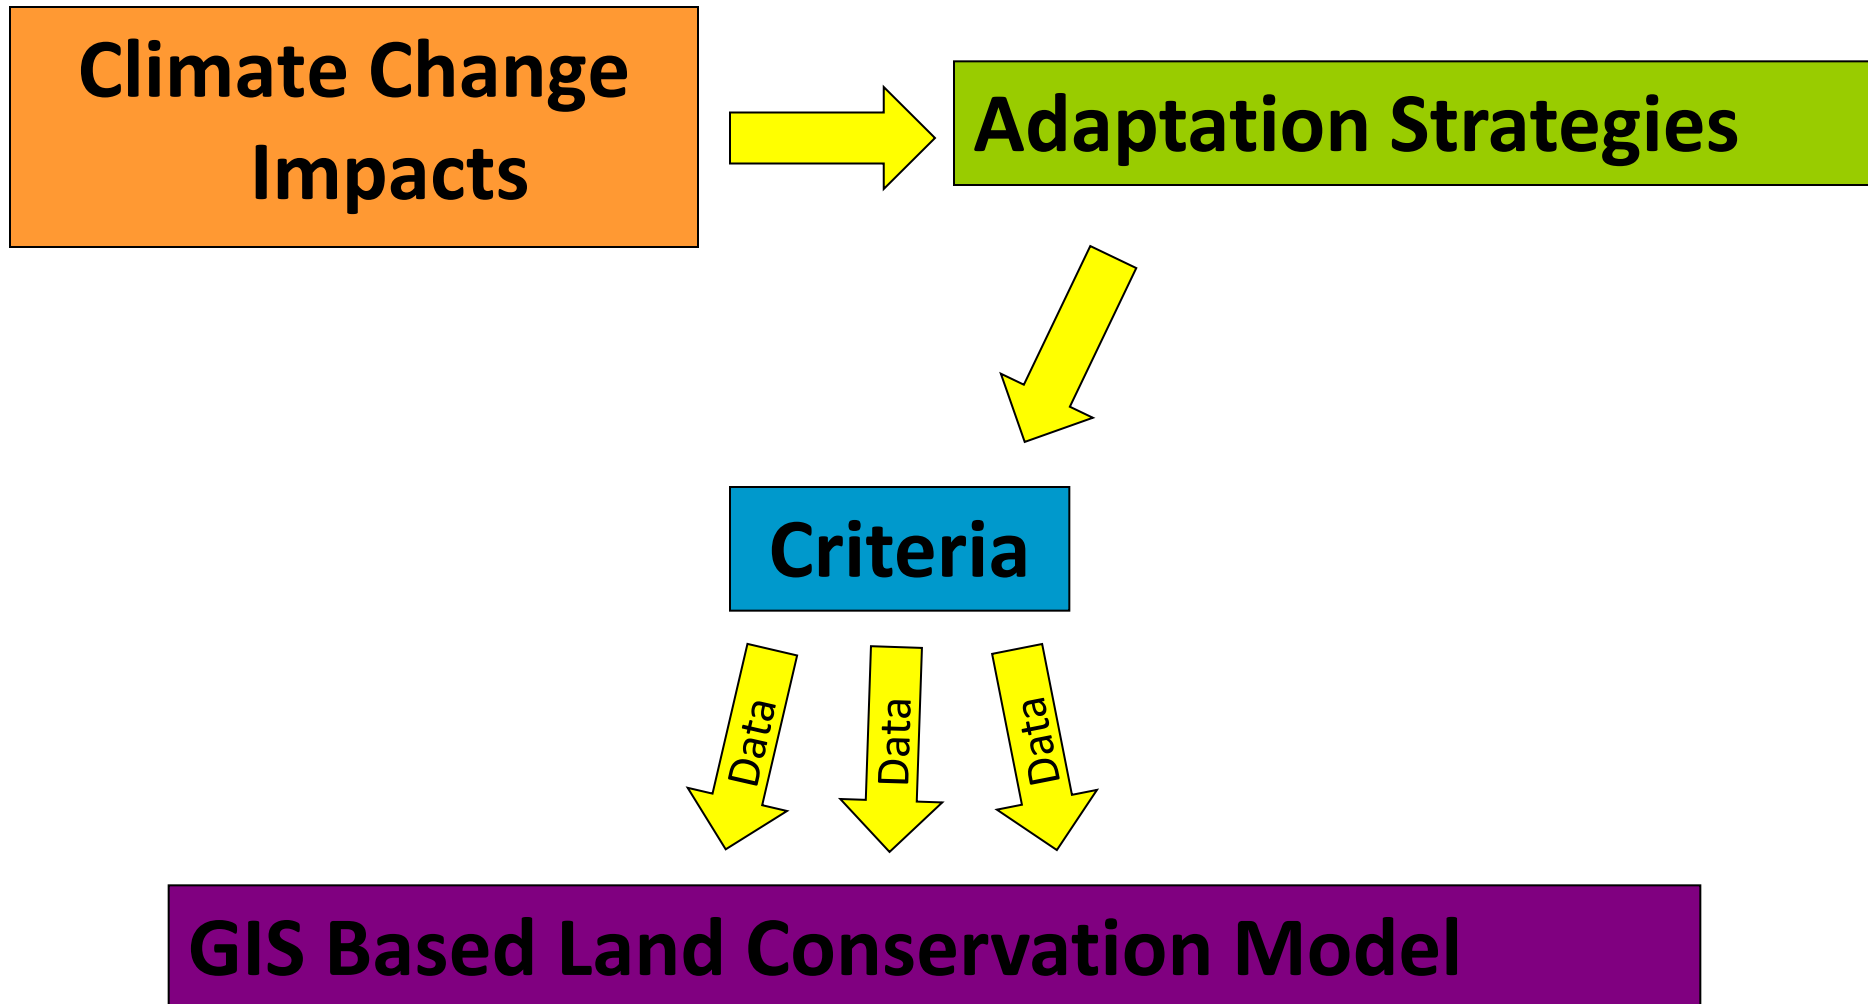 Climate Change
Impacts
Adaptation Strategies
Criteria
Data
Data
Data
GIS Based Land Conservation Model